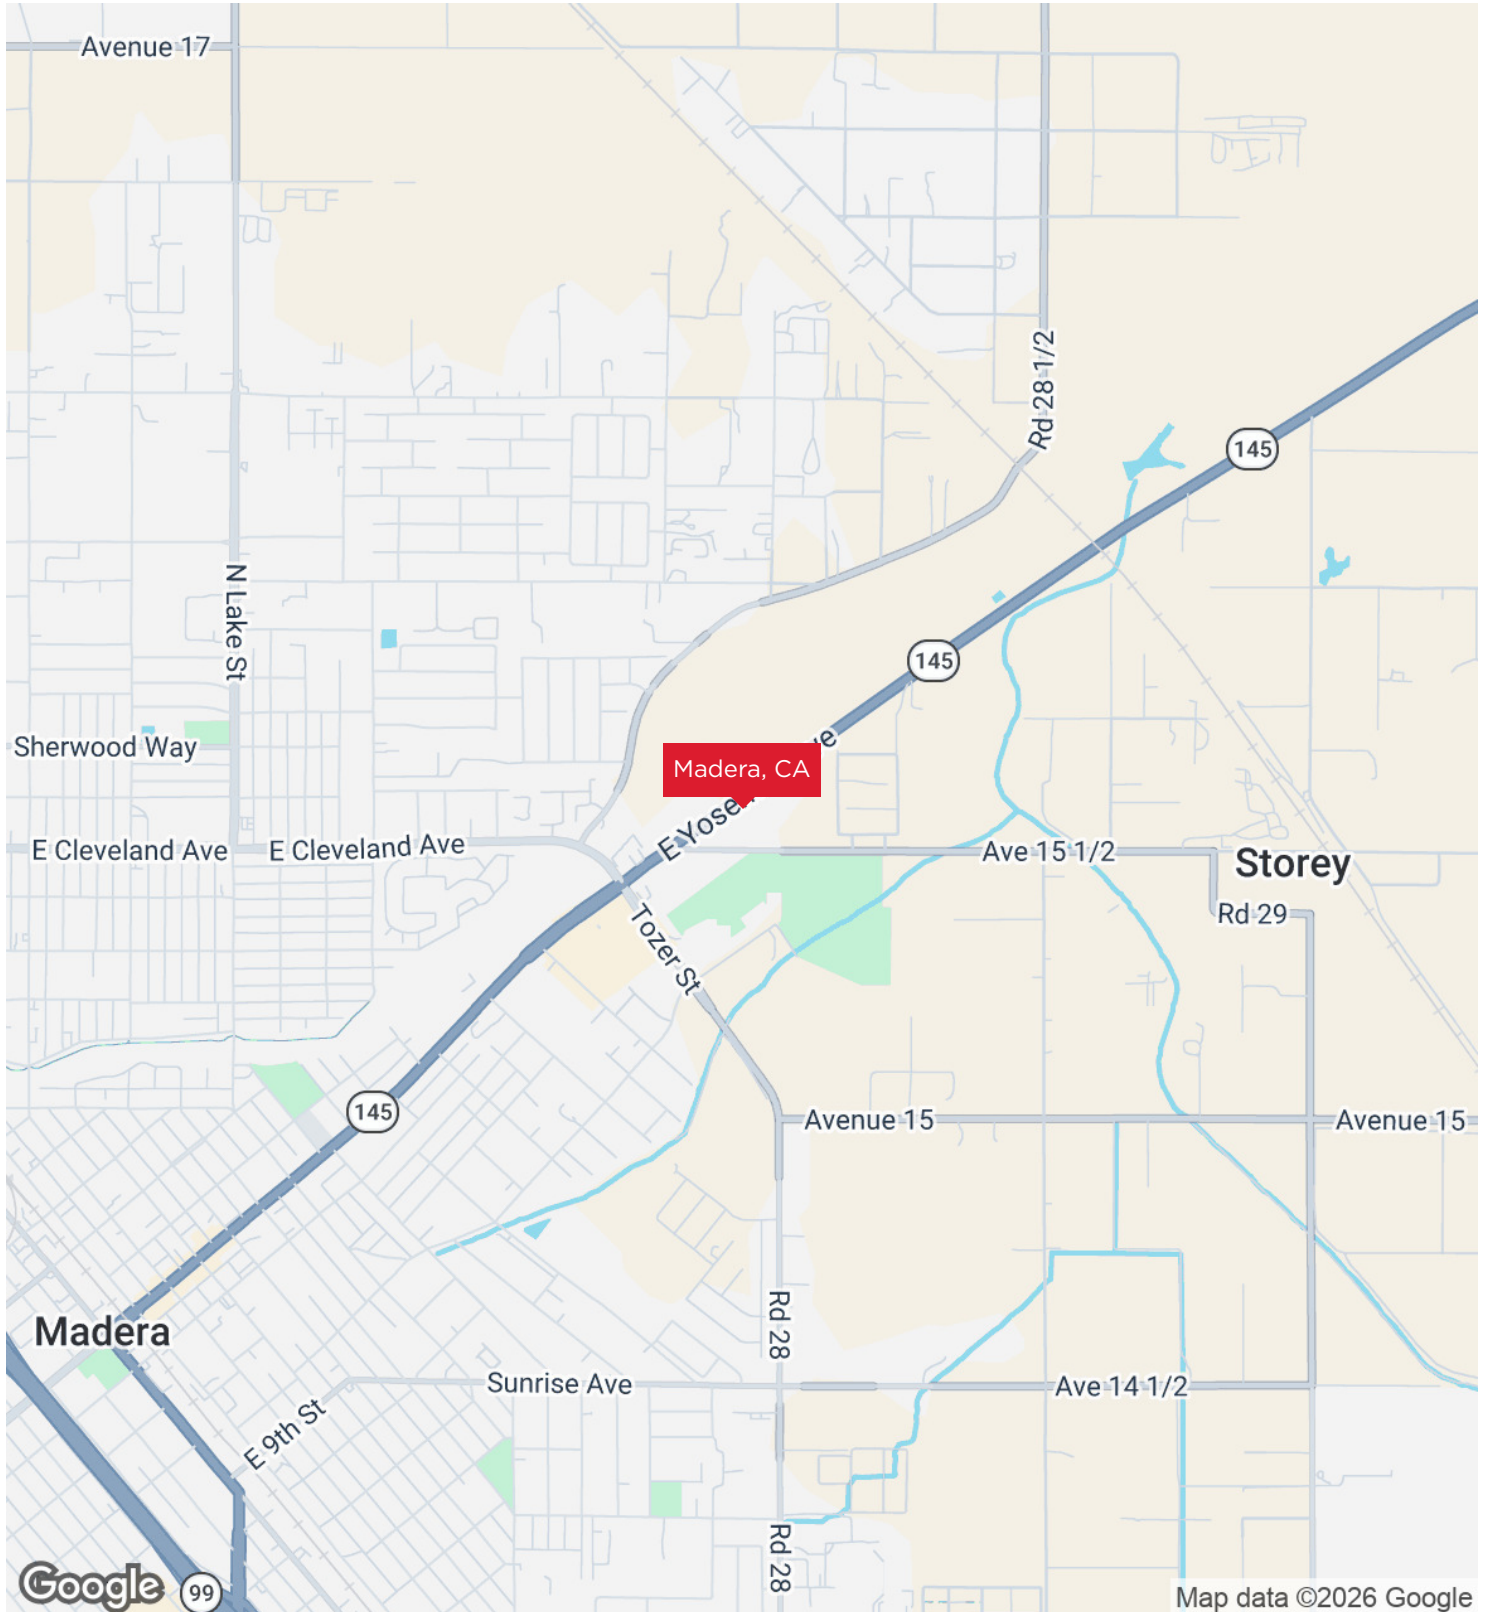 Avenue 17
Rd 28 1/2
145
N Lake St
145
Sherwood Way
Madera, CA
E Yose
ve
E Cleveland Ave
E Cleveland Ave
Ave 15 1/2
Storey
Rd 29
Tozer St
145
Avenue 15
Avenue 15
Madera
Rd 28
Sunrise Ave
Ave 14 1/2
E 9th St
Rd 28
Google
99
Map data ©2026 Google